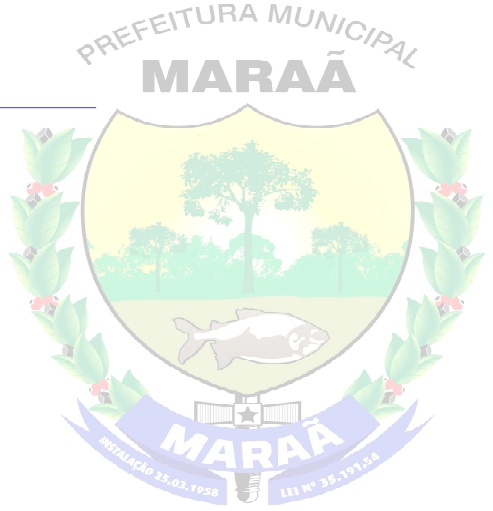 PREFEITURA MUNICIPAL
MARAÃ
MARAÃ
INSTALAÇÃO 25.03.1958
LEI Nº 35.191.54